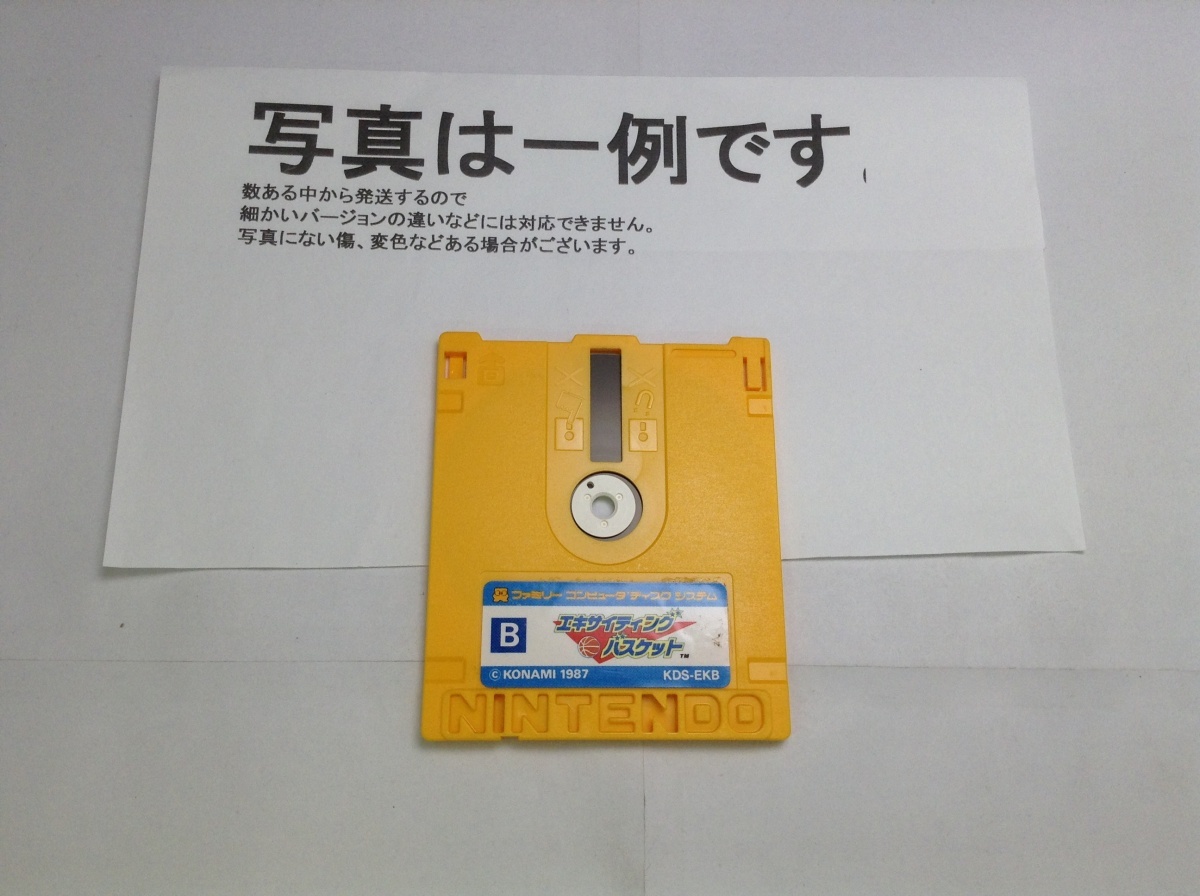 写真は一例です。
数ある中から発送するので
細かいバージョンの違いなどには対応できません。
写真にない傷、変色などある場合がございます。
ファミリー コンピュータ ディスク システム
B
エキサイティング
バスケット™
© KONAMI 1987 KDS-EKB
NINTENDO